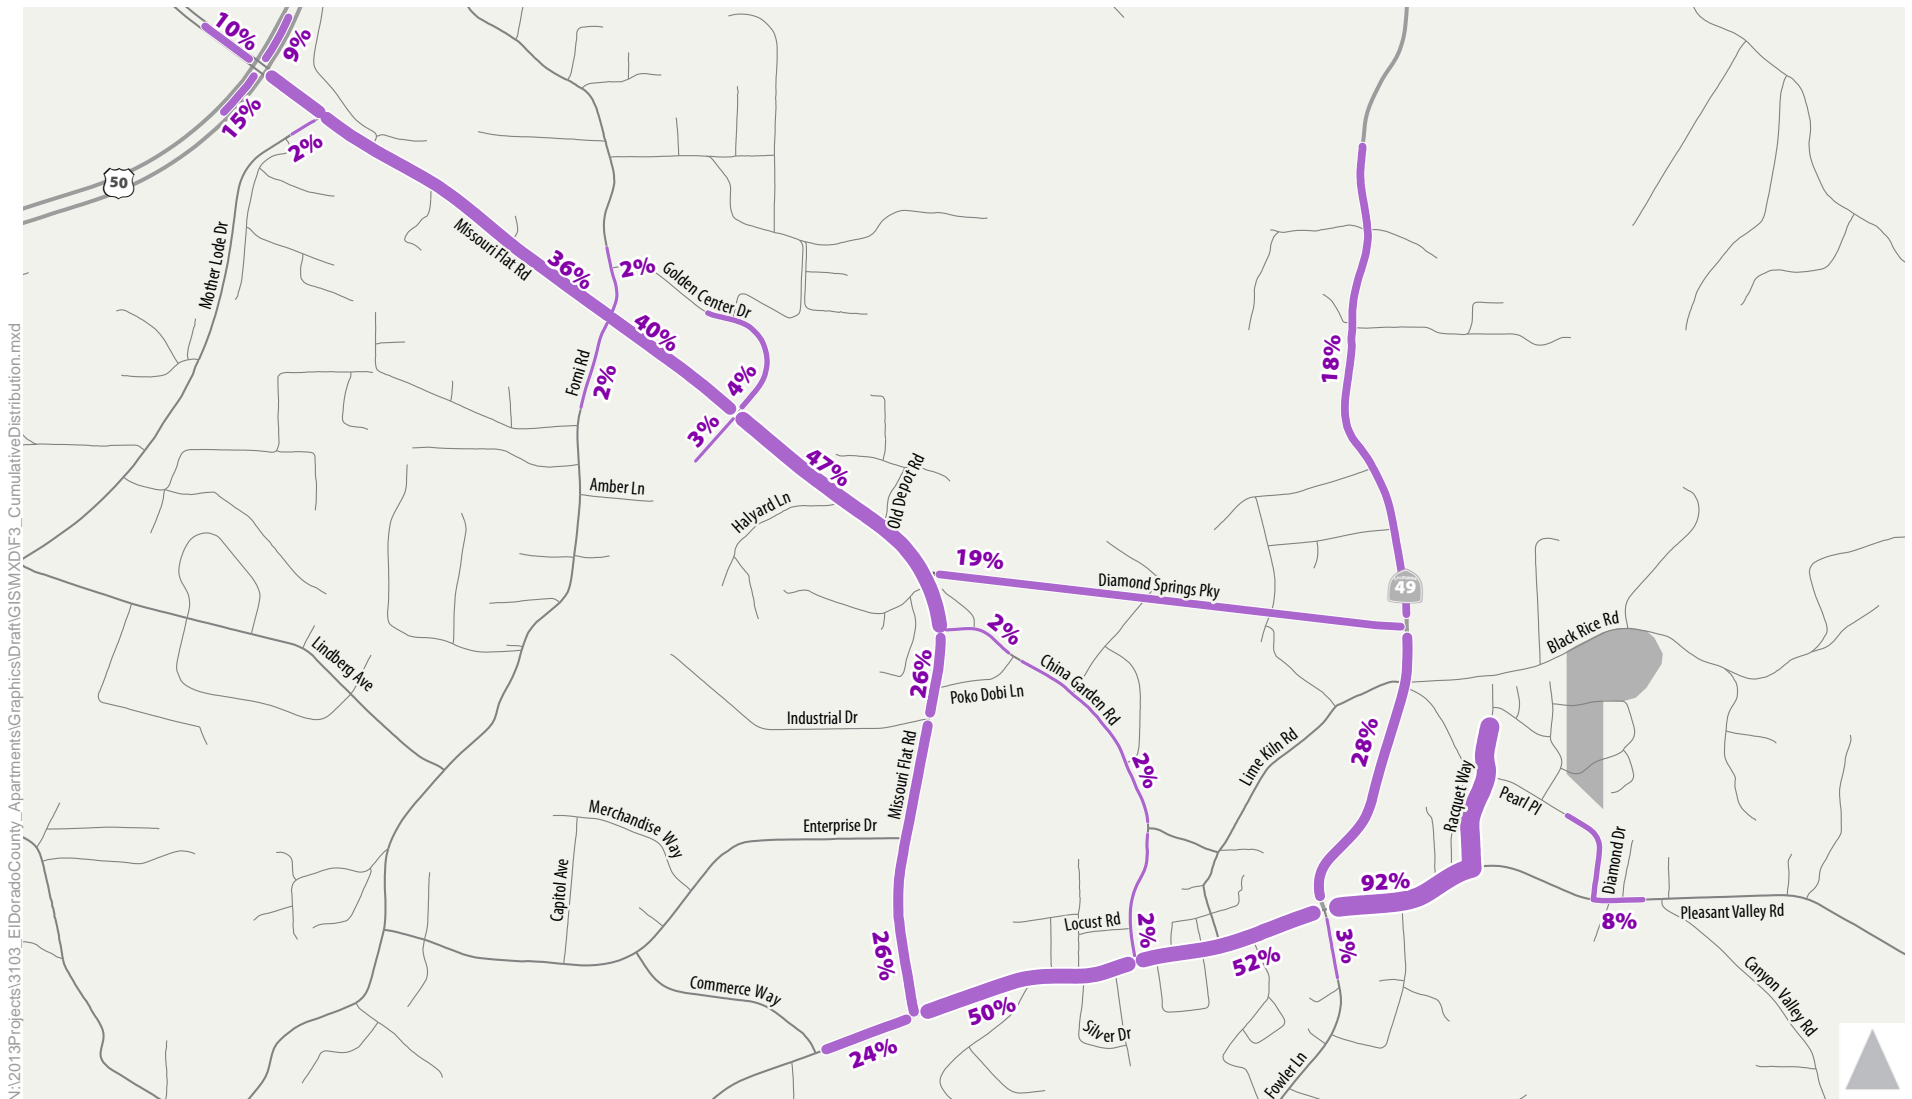 10%
9%
15%
2%
50
Mother Lode Dr
Missouri Flat Rd
36%
2%
Golden Center Dr
40%
Forni Rd
2%
4%
3%
18%
47%
Old Depot Rd
Amber Ln
Halyard Ln
19%
Diamond Springs Pky
CALIFORNIA
49
2%
Black Rice Rd
Lindberg Ave
26%
China Garden Rd
Poko Dobi Ln
Industrial Dr
Missouri Flat Rd
2%
Lime Kiln Rd
28%
Racquet Way
Pearl Pl
Merchandise Way
Enterprise Dr
Capitol Ave
Diamond Dr
92%
8%
Pleasant Valley Rd
Locust Rd
2%
3%
52%
26%
Commerce Way
50%
Silver Dr
24%
Fowler Ln
Canyon Valley Rd
N:\2013Projects\3103_ElDoradoCounty_Apartments\Graphics\Draft\GIS\MXD\F3_CumulativeDistribution.mxd